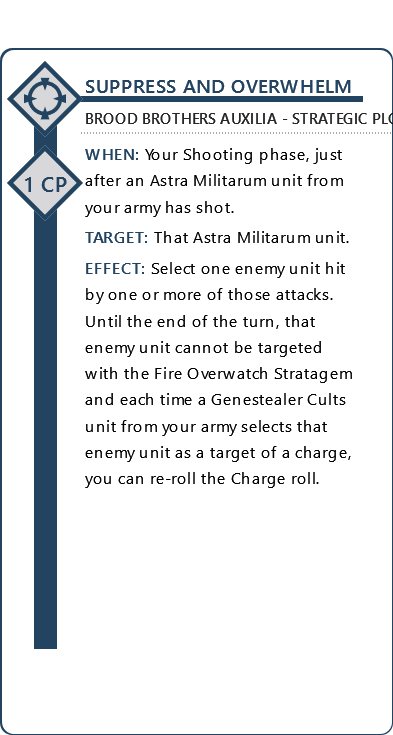 SUPPRESS AND OVERWHELM
BROOD BROTHERS AUXILIA - STRATEGIC
1 CP
WHEN: Your Shooting phase, just
after an Astra Militarum unit from
your army has shot.
TARGET: That Astra Militarum unit.
EFFECT: Select one enemy unit hit
by one or more of those attacks.
Until the end of the turn, that
enemy unit cannot be targeted
with the Fire Overwatch Stratagem
and each time a Genestealer Cults
unit from your army selects that
enemy unit as a target of a charge,
you can re-roll the Charge roll.